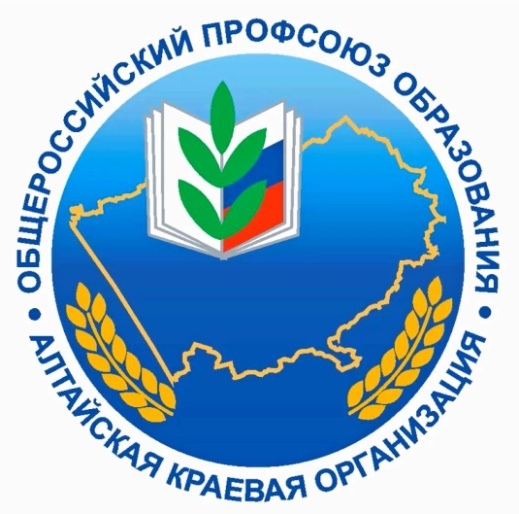 ОБЩЕРОССИЙСКИЙ ПРОФСОЮЗ ОБРАЗОВАНИЯ
• АЛТАЙСКАЯ КРАЕВАЯ ОРГАНИЗАЦИЯ •